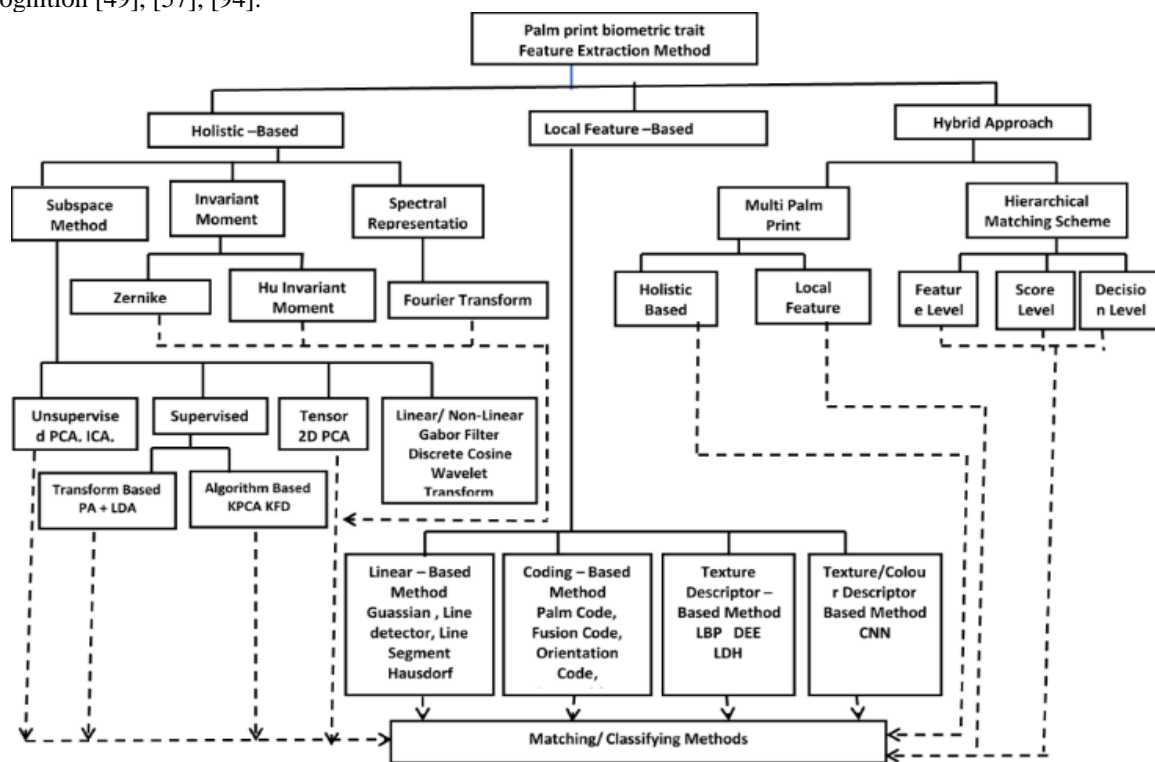 ognition [49], [57], [94].
Palm print biometric trait
Feature Extraction Method
Holistic –Based
Local Feature –Based
Hybrid Approach
Subspace
Method
Invariant
Moment
Spectral
Representatio
Multi Palm
Print
Hierarchical
Matching Scheme
Zernike
Hu Invariant
Moment
Fourier Transform
Holistic
Based
Local
Feature
Featur
e Level
Score
Level
Decisio
n Level
Unsupervise
d PCA. ICA.
Supervised
Tensor
2D PCA
Linear/ Non-Linear
Gabor Filter
Discrete Cosine
Wavelet
Transform
Transform Based
PA + LDA
Algorithm Based
KPCA KFD
Linear – Based
Method
Guassian , Line
detector, Line
Segment
Hausdorf
Coding – Based
Method
Palm Code,
Fusion Code,
Orientation
Code,
Texture
Descriptor –
Based Method
LBP DEE
LDH
Texture/Colou
r Descriptor
Based Method
CNN
Matching/ Classifying Methods